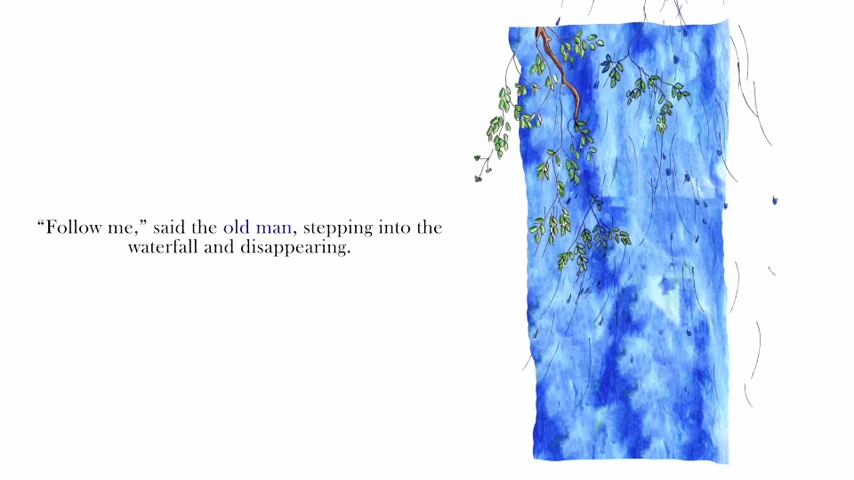 “Follow me,” said the old man, stepping into the
waterfall and disappearing.